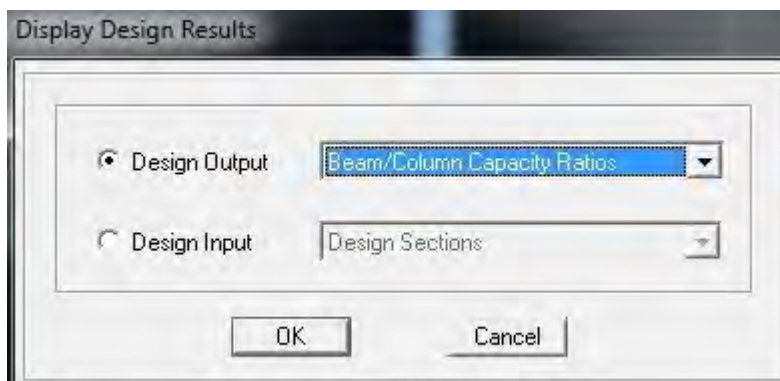 Display Design Results
Design Output
Beam/Column Capacity Ratios
Design Input
Design Sections
OK
Cancel